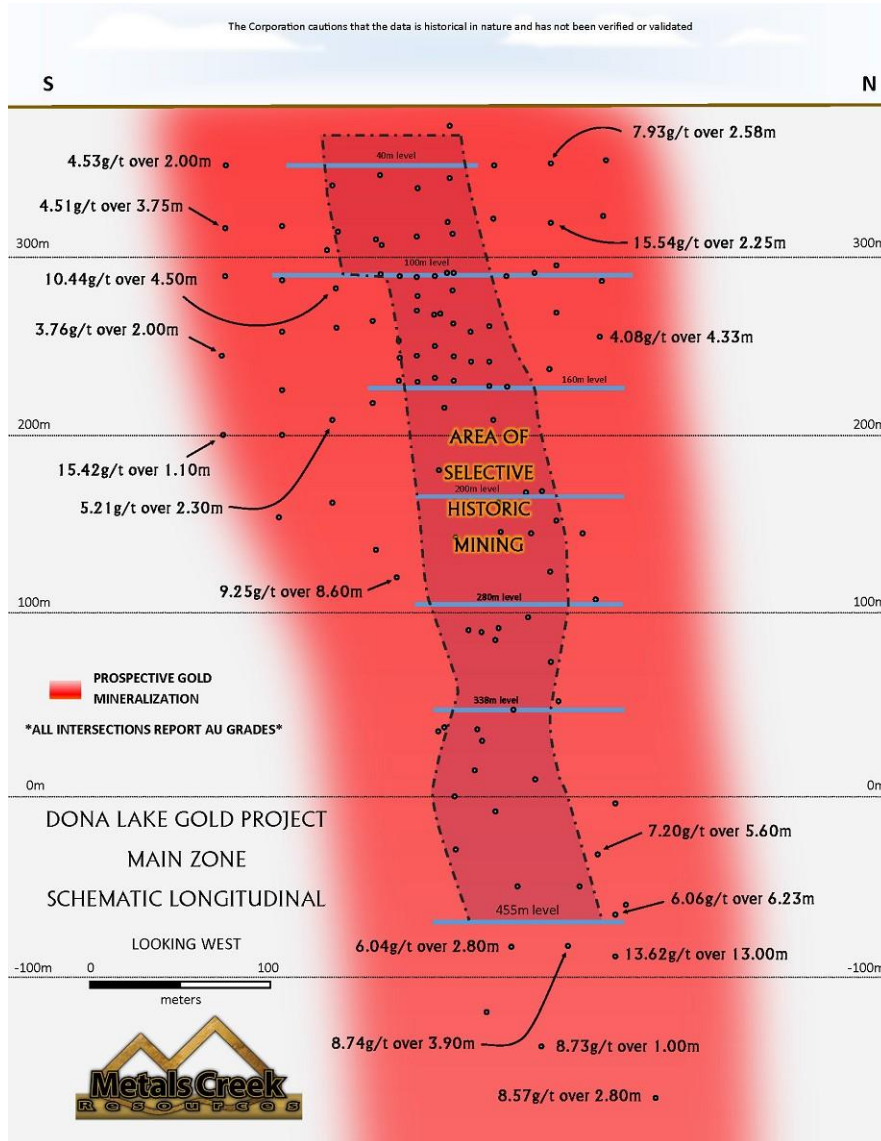 The Corporation cautions that the data is historical in nature and has not been verified or validated
S
N
7.93g/t over 2.58m
4.53g/t over 2.00m
40m level
4.51g/t over 3.75m
15.54g/t over 2.25m
300m
300m
100m level
10.44g/t over 4.50m
3.76g/t over 2.00m
4.08g/t over 4.33m
160m level
200m
200m
AREA OF
SELECTIVE
200m level
HISTORIC
MINING
15.42g/t over 1.10m
5.21g/t over 2.30m
9.25g/t over 8.60m
280m level
100m
100m
PROSPECTIVE GOLD
MINERALIZATION
338m level
*ALL INTERSECTIONS REPORT AU GRADES*
0m
0m
DONA LAKE GOLD PROJECT
MAIN ZONE
SCHEMATIC LONGITUDINAL
7.20g/t over 5.60m
6.06g/t over 6.23m
455m level
LOOKING WEST
6.04g/t over 2.80m
13.62g/t over 13.00m
-100m
-100m
0
100
meters
8.74g/t over 3.90m
8.73g/t over 1.00m
8.57g/t over 2.80m
Metals Creek
Resources